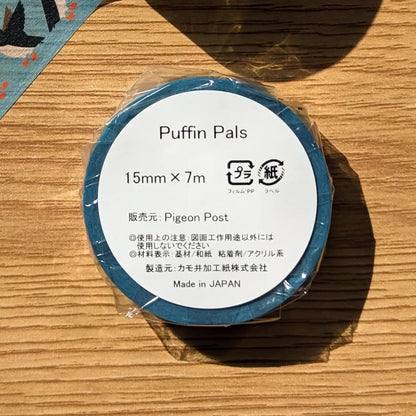 Puffin Pals
15mm×7m
プラ 紙
フィルム:PP ラベル
販売元: Pigeon Post
◎使用上の注意: 図画工作用途以外には
使用しないでください
◎材料表示: 基材/和紙 粘着剤/アクリル系
製造元: カモ井加工紙株式会社
Made in JAPAN